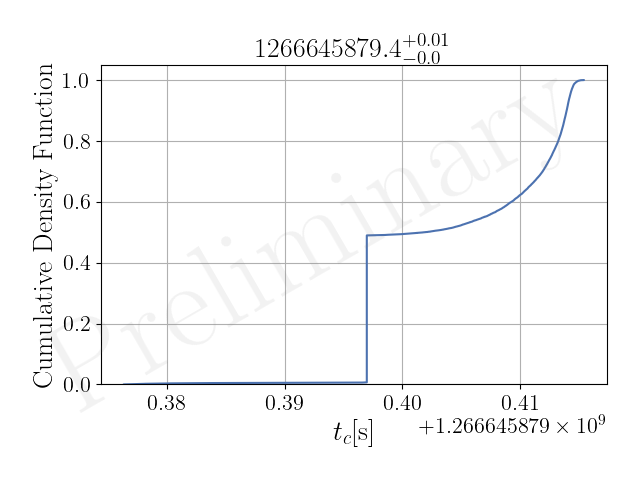 1266645879.4^{+0.01}_{-0.0}
Cumulative Density Function
1.0
0.8
0.6
0.4
0.2
0.0
0.38 0.39 0.40 0.41
+1.266645879 × 10^9
t_c[s]
Preliminary